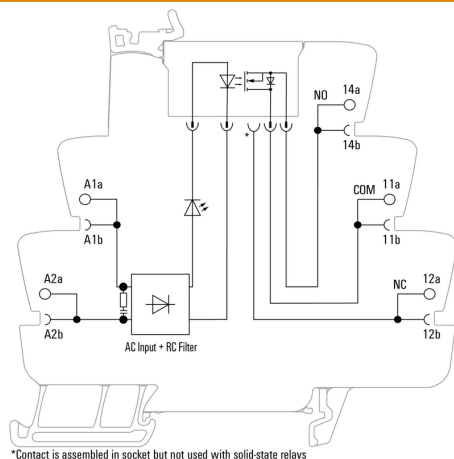 NO
14a
*
14b
A1a
COM
11a
A1b
11b
A2a
NC
12a
A2b
12b
AC Input + RC Filter
*Contact is assembled in socket but not used with solid-state relays